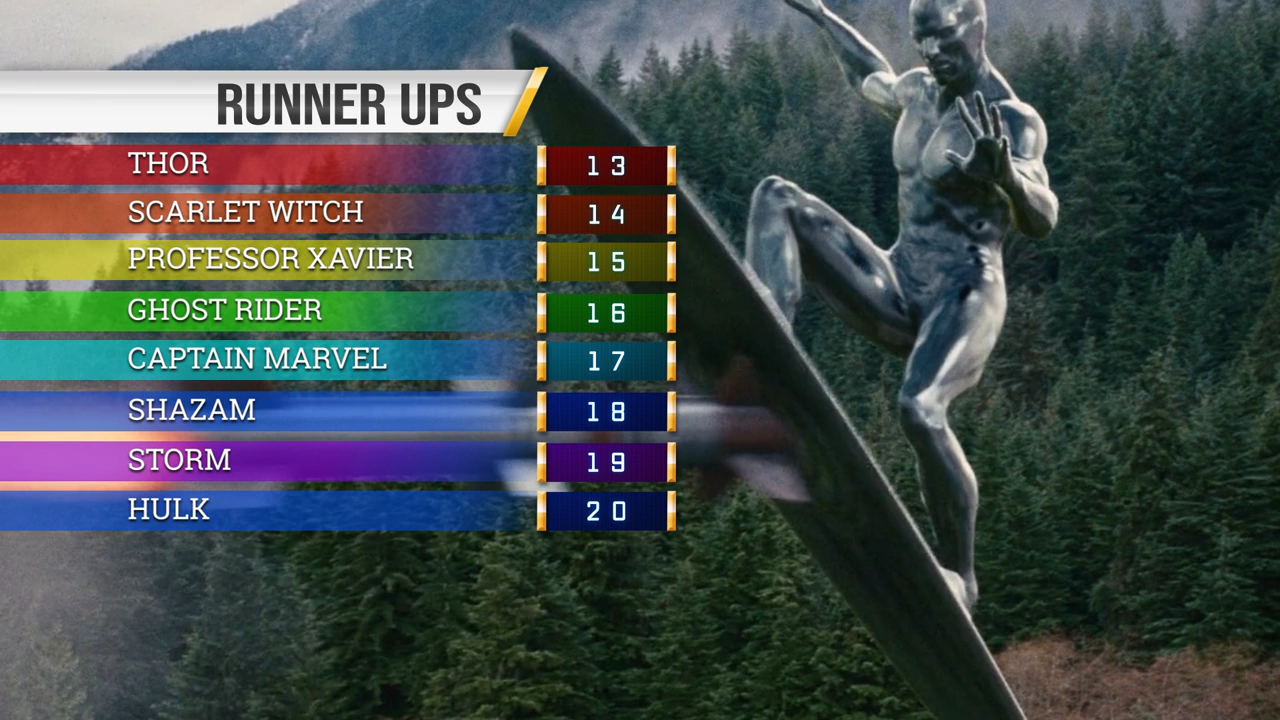 RUNNER UPS
THOR 13
SCARLET WITCH 14
PROFESSOR XAVIER 15
GHOST RIDER 16
CAPTAIN MARVEL 17
SHAZAM 18
STORM 19
HULK 20